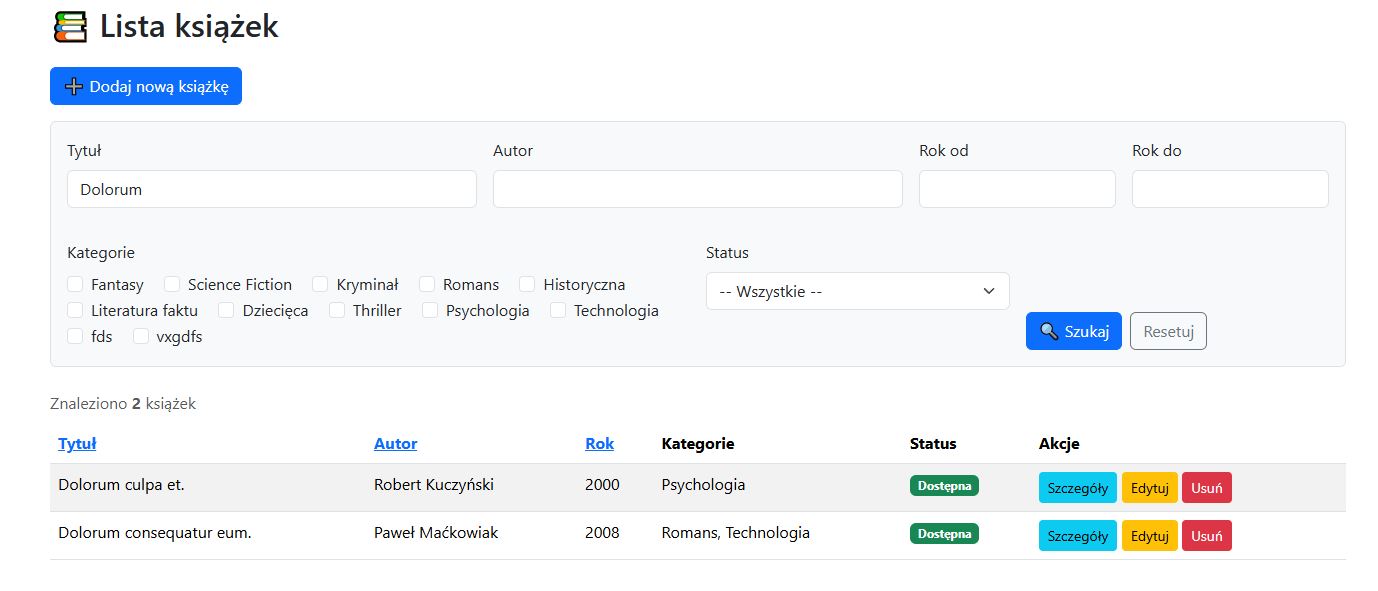 Lista książek
Dodaj nową książkę
Tytuł Autor Rok od Rok do
Dolorum
Kategorie Status
Fantasy Science Fiction Kryminał Romans Historyczna
-- Wszystkie --
Literatura faktu Dziecięca Thriller Psychologia Technologia
fds vxgdfs
Szukaj Resetuj
Znaleziono 2 książek
Tytuł Autor Rok Kategorie Status Akcje
Dolorum culpa et. Robert Kuczyński 2000 Psychologia Dostępna Szczegóły Edytuj Usuń
Dolorum consequatur eum. Paweł Maćkowiak 2008 Romans, Technologia Dostępna Szczegóły Edytuj Usuń